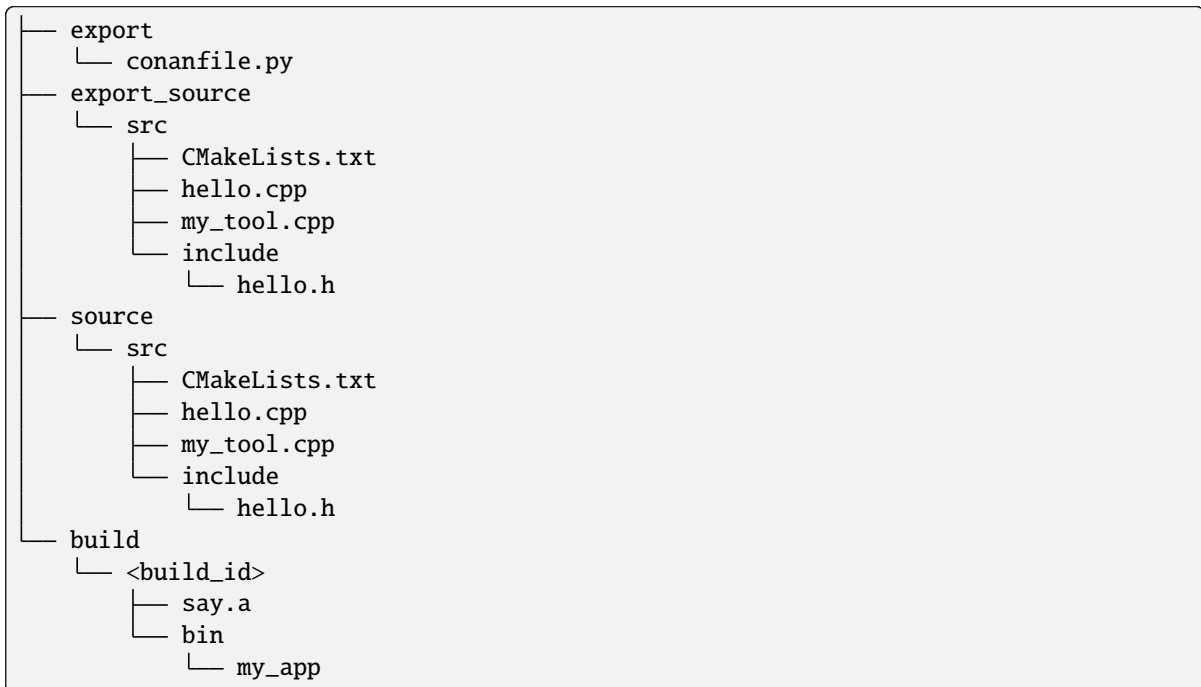 ├── export
│   └── conanfile.py
├── export_source
│   └── src
│       ├── CMakeLists.txt
│       ├── hello.cpp
│       ├── my_tool.cpp
│       └── include
│           └── hello.h
├── source
│   └── src
│       ├── CMakeLists.txt
│       ├── hello.cpp
│       ├── my_tool.cpp
│       └── include
│           └── hello.h
└── build
    └── <build_id>
        ├── say.a
        └── bin
            └── my_app